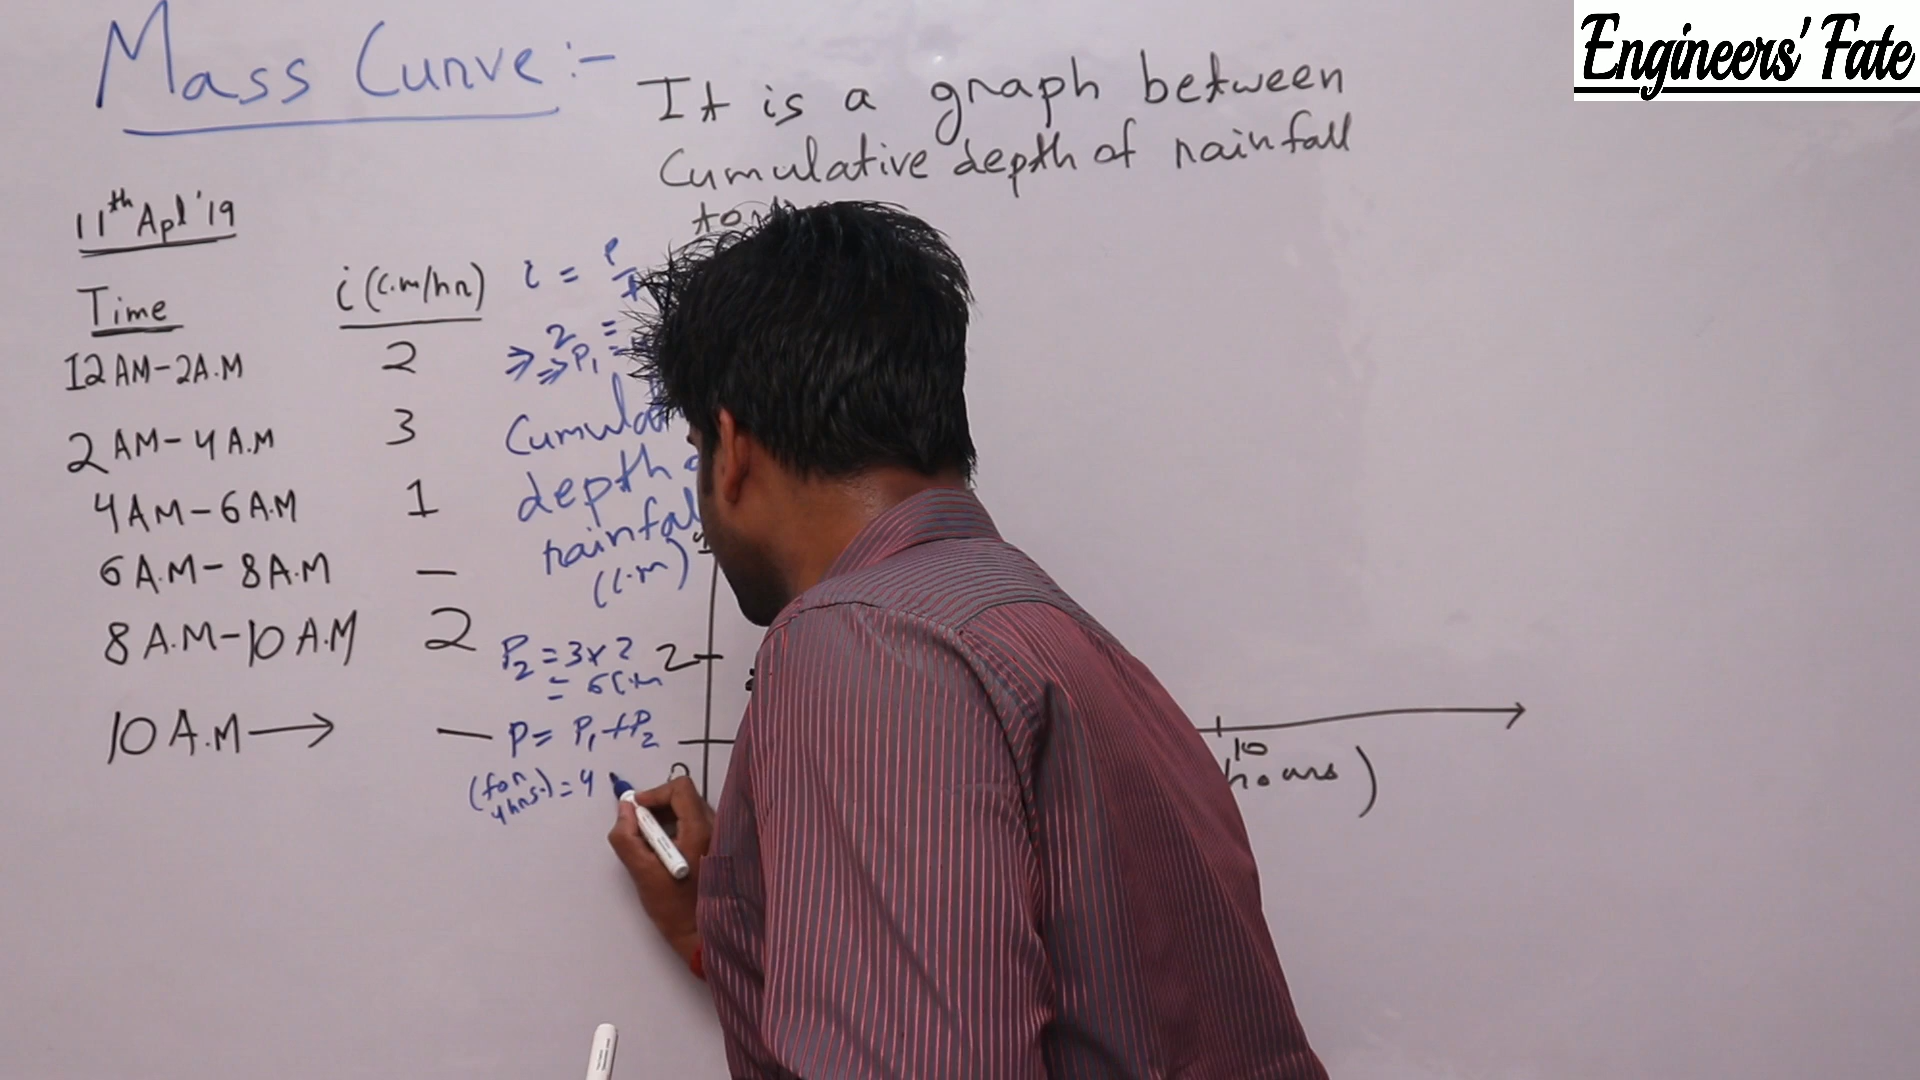 Engineers' Fate
Mass Curve:-
It is a graph between
Cumulative depth of rainfall
11th Apl '19
Time
i (c.m/hr)
12 AM-2A.M 2
2 AM-4 A.M 3
4AM-6A.M 1
6 A.M-8A.M —
8 A.M-10 A.M 2
10 A.M → —
i = P
2 =
⇒ ⇒ P1 =
depth
(c.m)
2
P2 = 3x2
= 6 c.m
P = P1+P2
(for
4hrs.) = 4
10
hours)